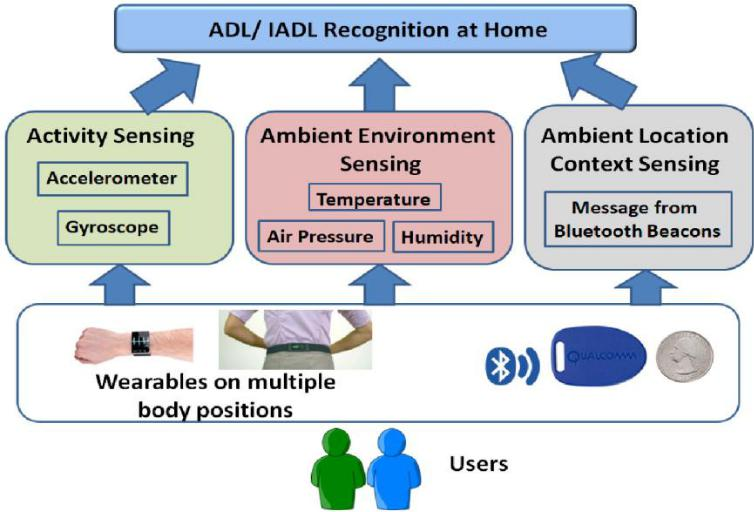 ADL/ IADL Recognition at Home
Activity Sensing
Accelerometer
Gyroscope
Ambient Environment
Sensing
Temperature
Air Pressure
Humidity
Ambient Location
Context Sensing
Message from
Bluetooth Beacons
Wearables on multiple
body positions
QUALCOMM
Users